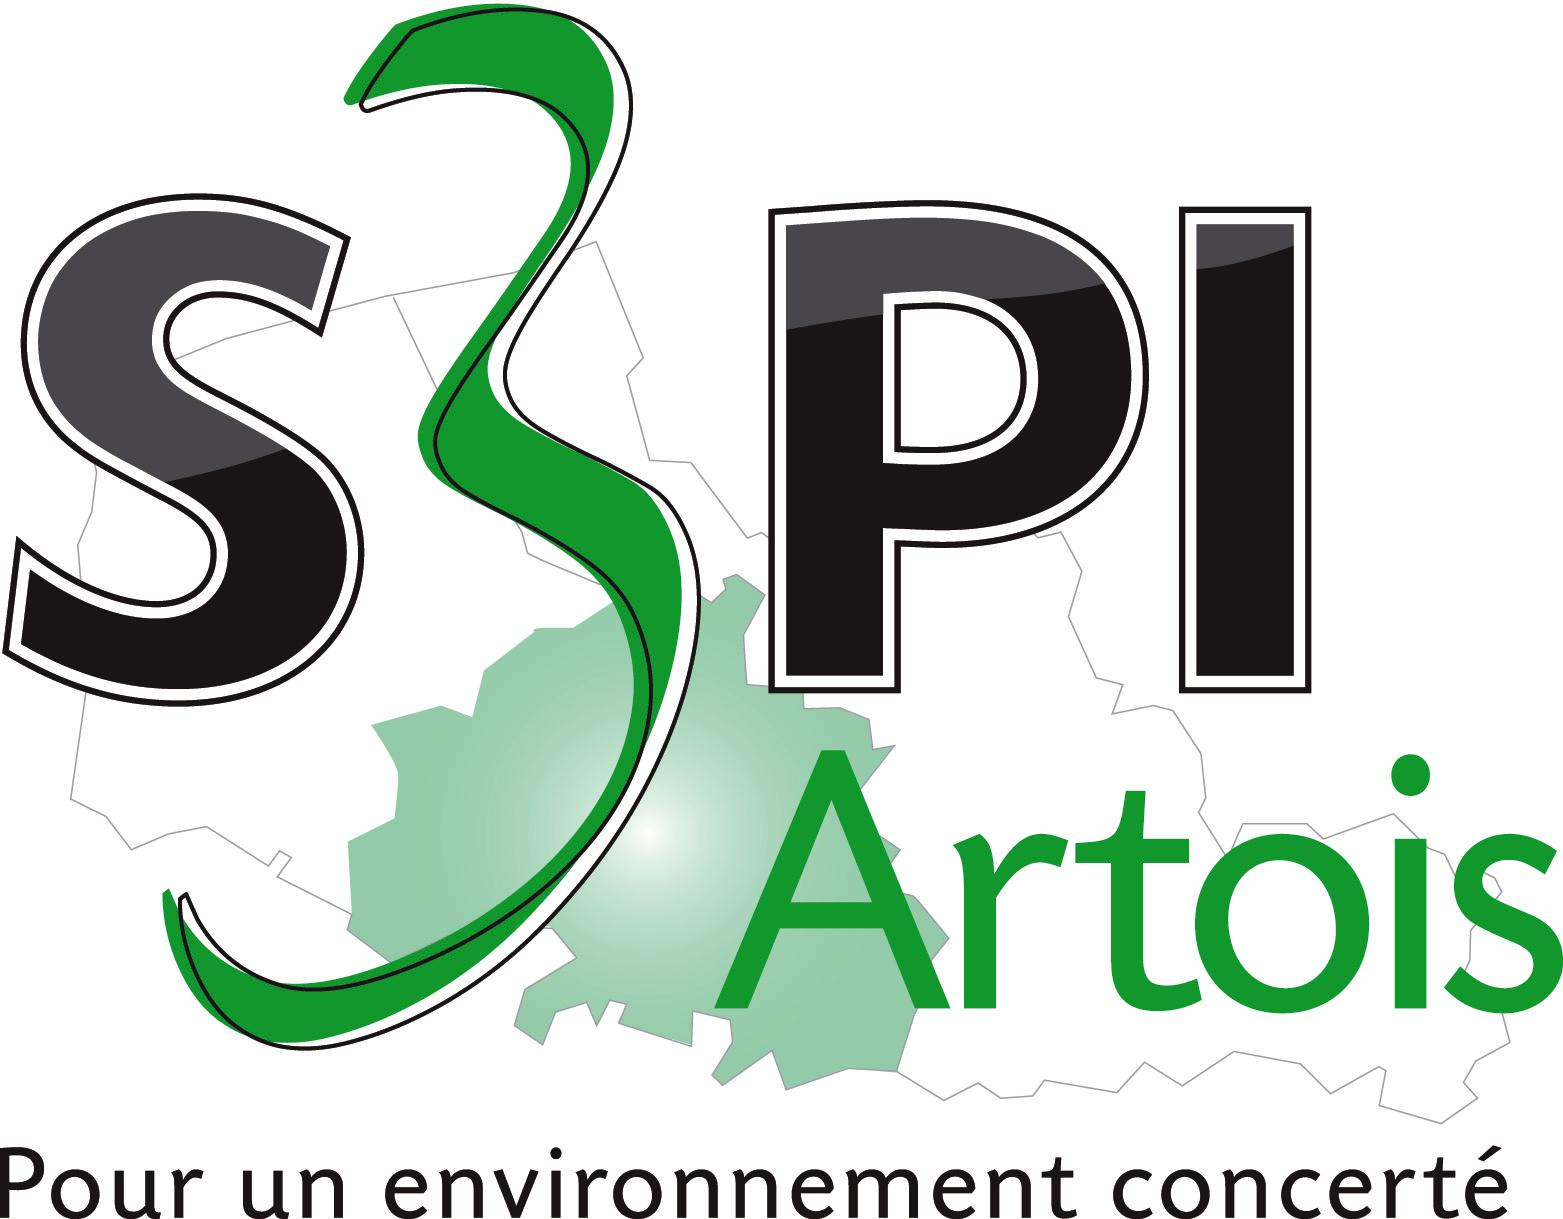 S3PI
Artois
Pour un environnement concerté